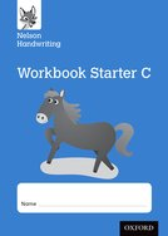 Nelson
Handwriting
Workbook Starter C
Name
OXFORD